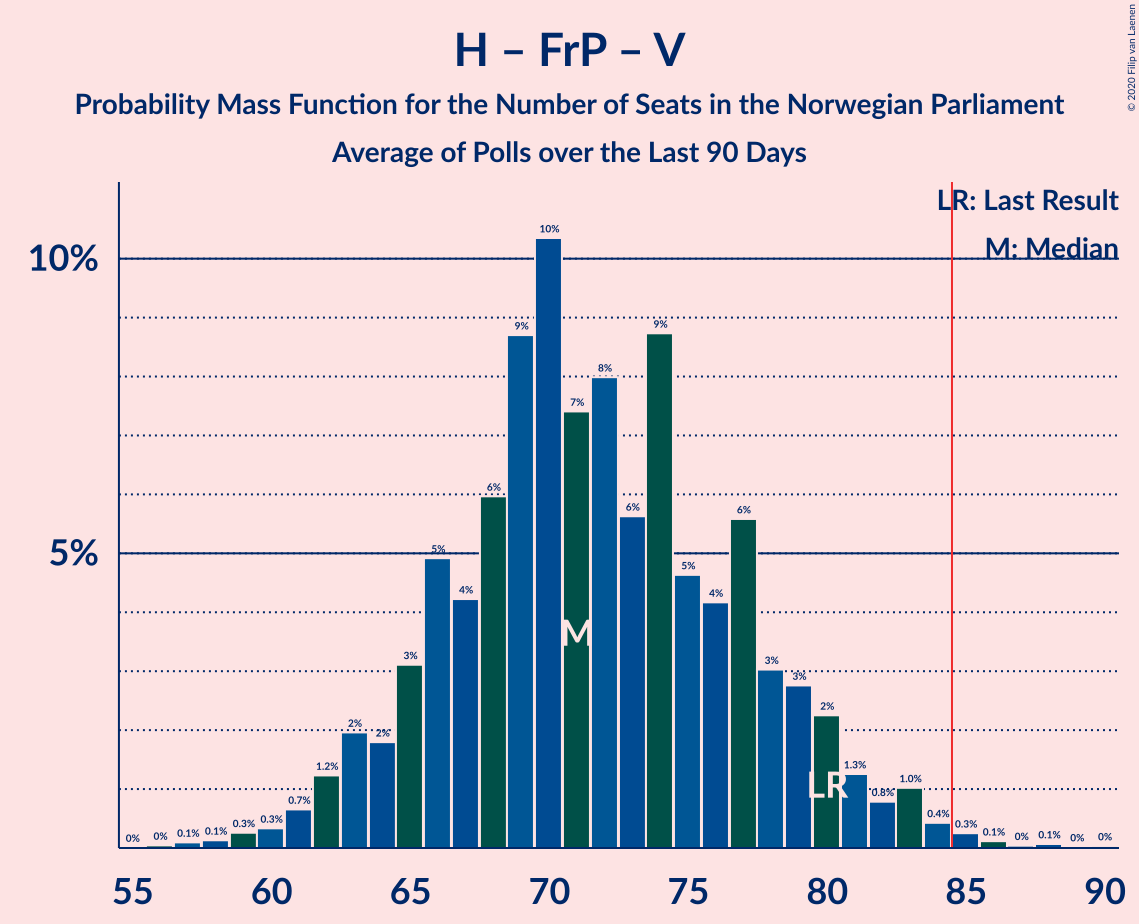 H – FrP – V
Probability Mass Function for the Number of Seats in the Norwegian Parliament
Average of Polls over the Last 90 Days
© 2020 Filip van Laenen
LR: Last Result
M: Median
10%
5%
0% 0% 0.1% 0.1% 0.3% 0.3% 0.7% 1.2% 2% 2% 3% 5% 4% 6% 9% 10% 7% 8% 6% 9% 5% 4% 6% 3% 3% 2% 1.3% 0.8% 1.0% 0.4% 0.3% 0.1% 0% 0.1% 0% 0%
M
LR
55 60 65 70 75 80 85 90